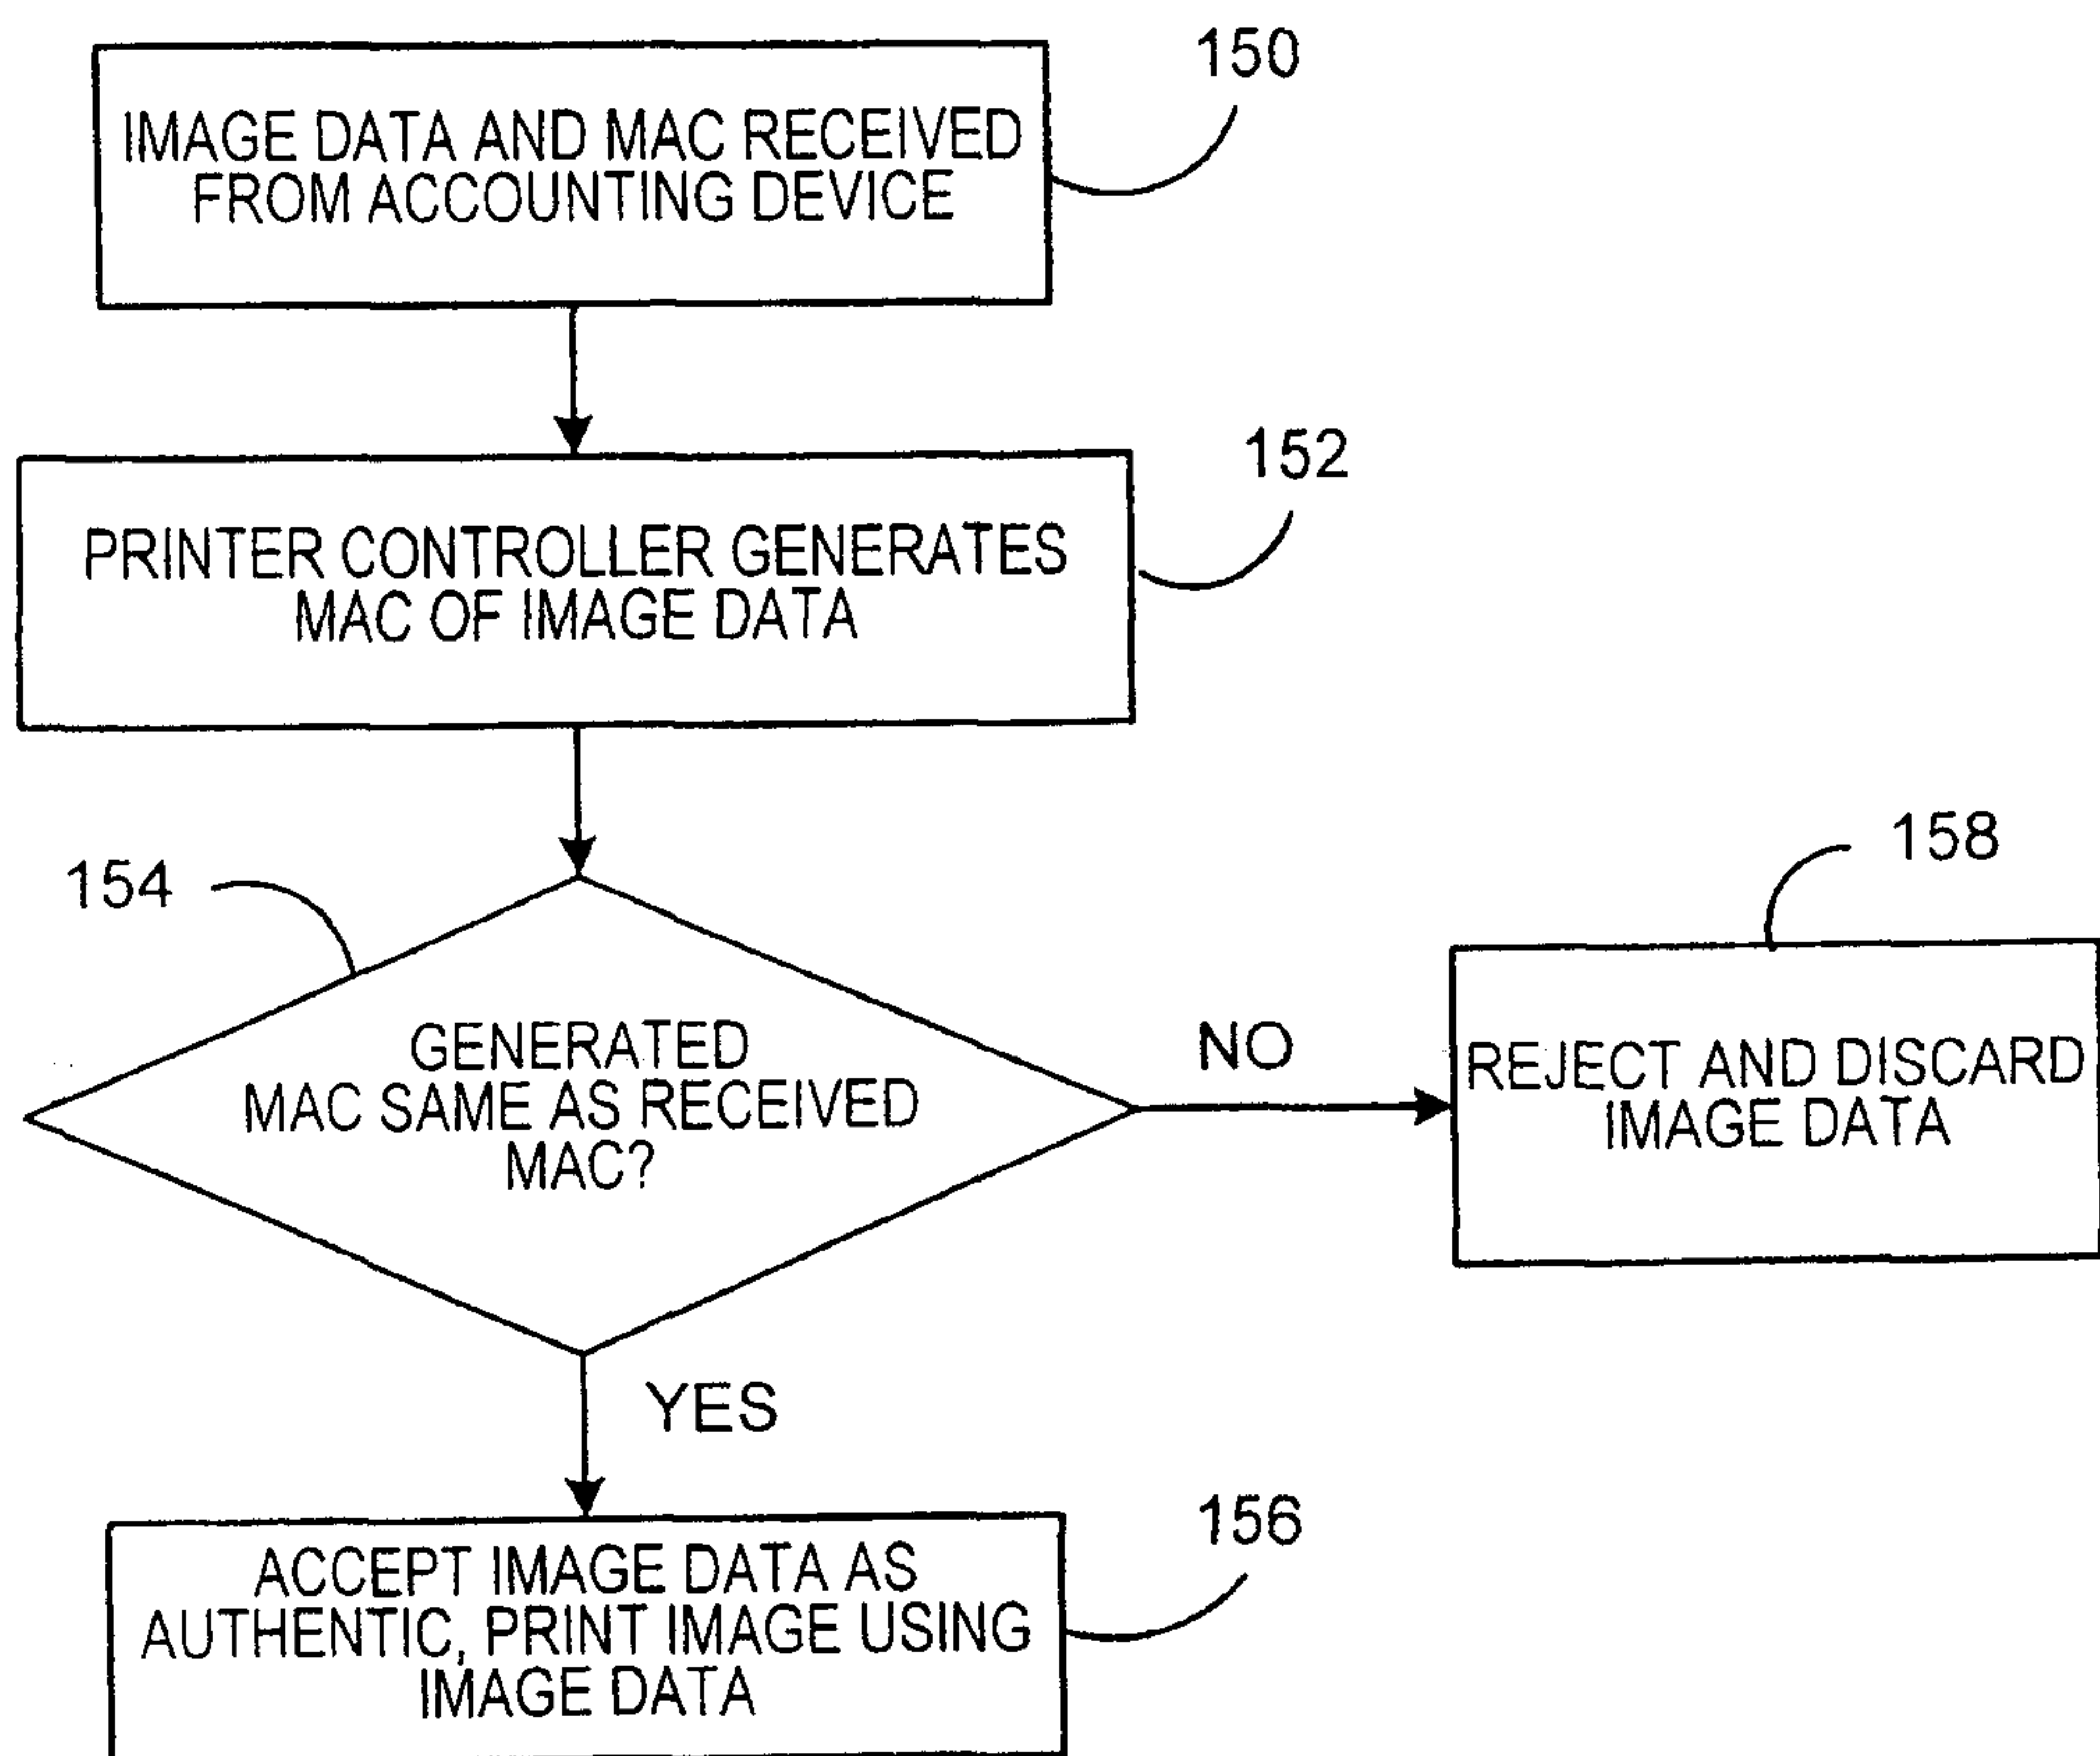 150
IMAGE DATA AND MAC RECEIVED
FROM ACCOUNTING DEVICE
152
PRINTER CONTROLLER GENERATES
MAC OF IMAGE DATA
154
GENERATED
MAC SAME AS RECEIVED
MAC?
NO
158
REJECT AND DISCARD
IMAGE DATA
YES
156
ACCEPT IMAGE DATA AS
AUTHENTIC, PRINT IMAGE USING
IMAGE DATA